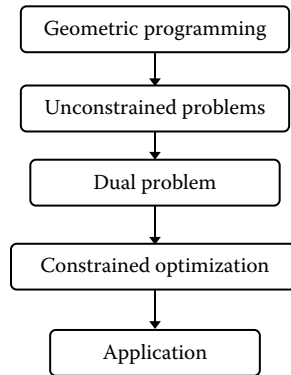 Geometric programming
Unconstrained problems
Dual problem
Constrained optimization
Application